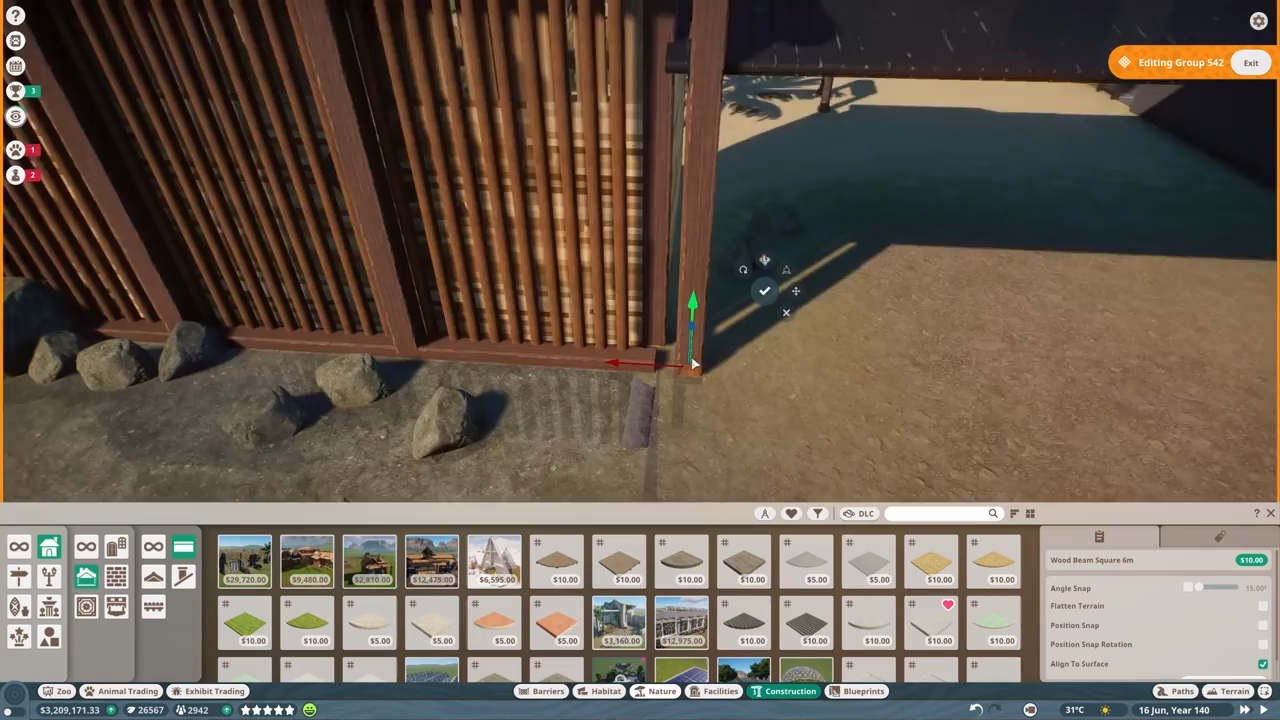 ?
Editing Group 542 Exit
3
1
2
DLC
? ×
$29,720.00 $9,480.00 $2,810.00 $12,475.00 $6,595.00 $10.00 $10.00 $10.00 $10.00 $5.00 $5.00 $10.00 $10.00
Wood Beam Square 6m $10.00
Angle Snap 15.00°
Flatten Terrain
$10.00 $10.00 $5.00 $5.00 $5.00 $5.00 $3,160.00 $12,975.00 $10.00 $10.00 $10.00 $10.00 $10.00
Position Snap
Position Snap Rotation
Align To Surface
Zoo Animal Trading Exhibit Trading Barriers Habitat Nature Facilities Construction Blueprints Paths Terrain
$3,209,171.33 26567 2942 31°C 16 Jun, Year 140